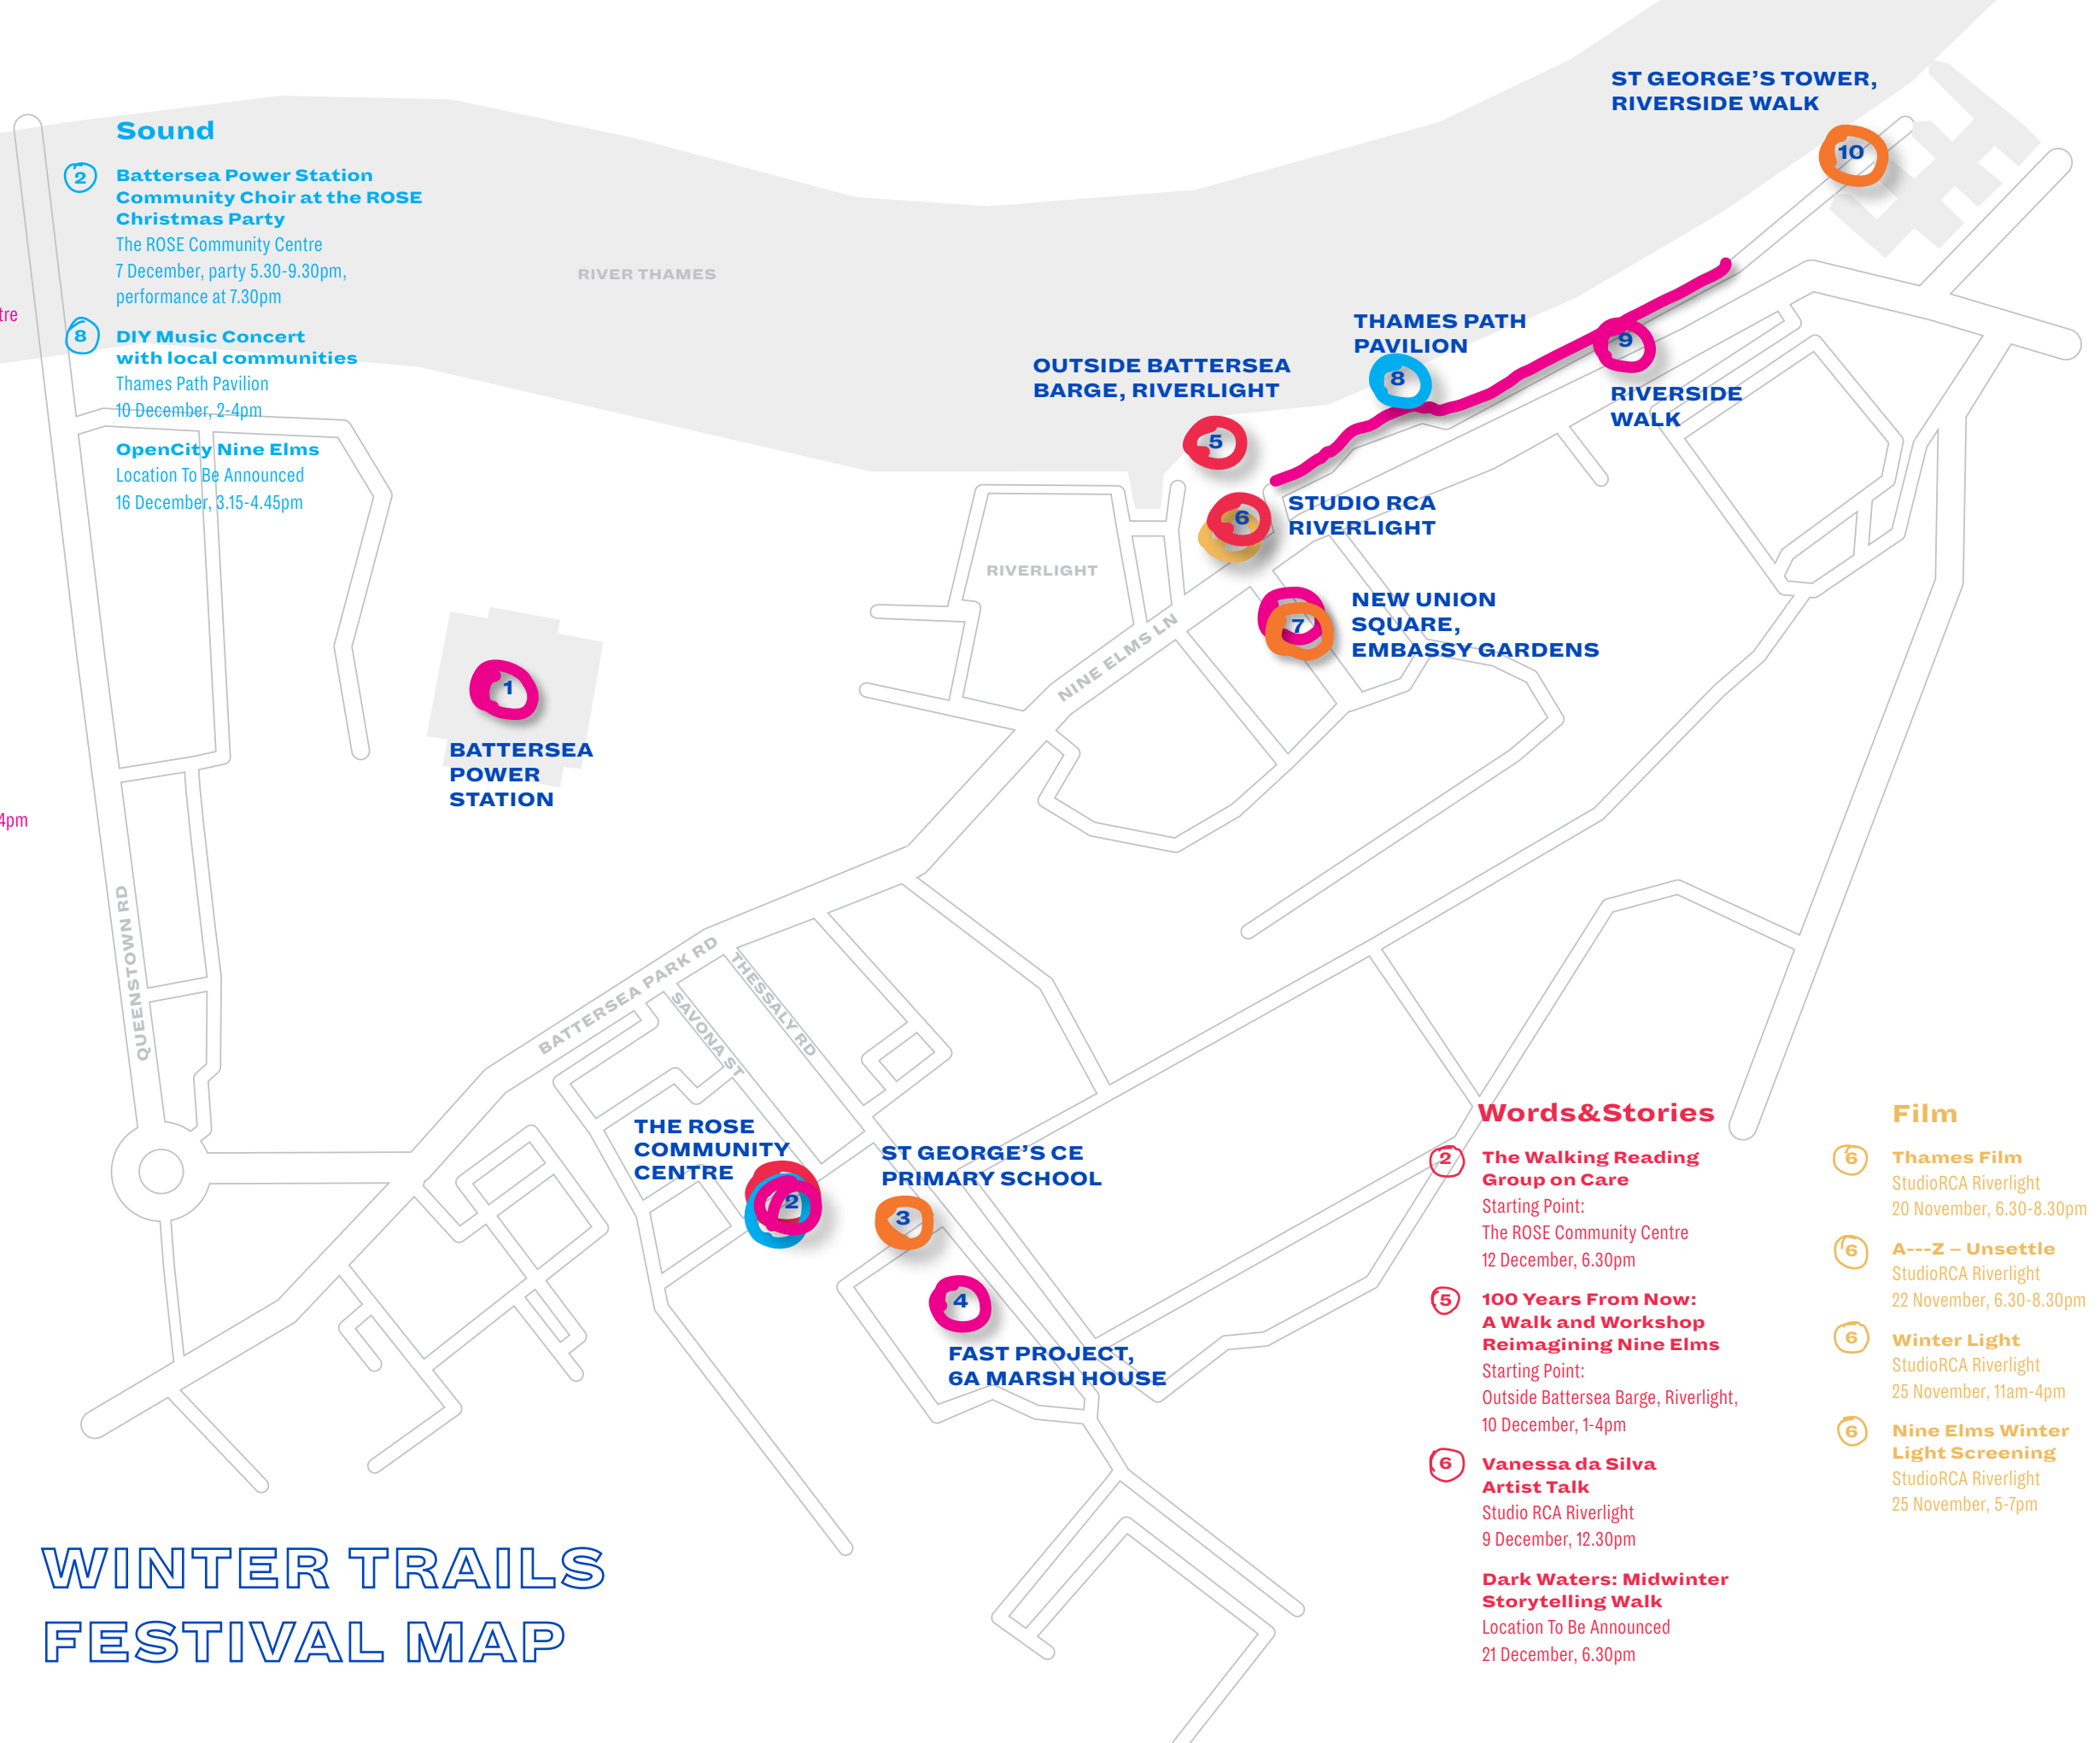 ST GEORGE'S TOWER,
RIVERSIDE WALK
10
Sound
2
Battersea Power Station
Community Choir at the ROSE
Christmas Party
The ROSE Community Centre
7 December, party 5.30-9.30pm,
performance at 7.30pm
tre
8
DIY Music Concert
with local communities
Thames Path Pavilion
10 December, 2-4pm
OpenCity Nine Elms
Location To Be Announced
16 December, 3.15-4.45pm
RIVER THAMES
THAMES PATH
PAVILION
8
9
RIVERSIDE
WALK
OUTSIDE BATTERSEA
BARGE, RIVERLIGHT
5
6
STUDIO RCA
RIVERLIGHT
RIVERLIGHT
7
NEW UNION
SQUARE,
EMBASSY GARDENS
NINE ELMS LN
1
BATTERSEA
POWER
STATION
4pm
QUEENSTOWN RD
BATTERSEA PARK RD
THESSALY RD
SAVONA ST
THE ROSE
COMMUNITY
CENTRE
2
ST GEORGE'S CE
PRIMARY SCHOOL
3
4
FAST PROJECT,
6A MARSH HOUSE
Words&Stories
2
The Walking Reading
Group on Care
Starting Point:
The ROSE Community Centre
12 December, 6.30pm
5
100 Years From Now:
A Walk and Workshop
Reimagining Nine Elms
Starting Point:
Outside Battersea Barge, Riverlight,
10 December, 1-4pm
6
Vanessa da Silva
Artist Talk
Studio RCA Riverlight
9 December, 12.30pm
Dark Waters: Midwinter
Storytelling Walk
Location To Be Announced
21 December, 6.30pm
Film
6
Thames Film
StudioRCA Riverlight
20 November, 6.30-8.30pm
6
A---Z – Unsettle
StudioRCA Riverlight
22 November, 6.30-8.30pm
6
Winter Light
StudioRCA Riverlight
25 November, 11am-4pm
6
Nine Elms Winter
Light Screening
StudioRCA Riverlight
25 November, 5-7pm
WINTER TRAILS
FESTIVAL MAP